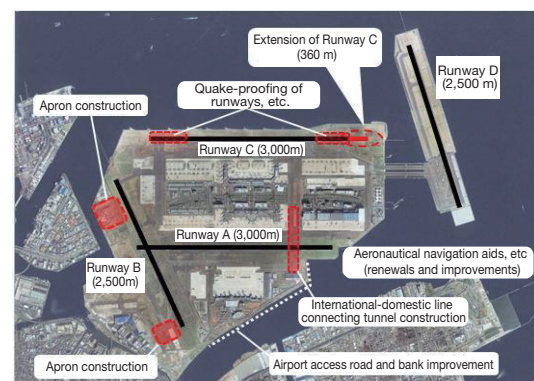 Extension of Runway C
(360 m)
Runway D
(2,500 m)
Quake-proofing of
runways, etc.
Apron construction
Runway C (3,000m)
Runway A (3,000m)
Runway B
(2,500m)
Aeronautical navigation aids, etc
(renewals and improvements)
International-domestic line
connecting tunnel construction
Apron construction
Airport access road and bank improvement